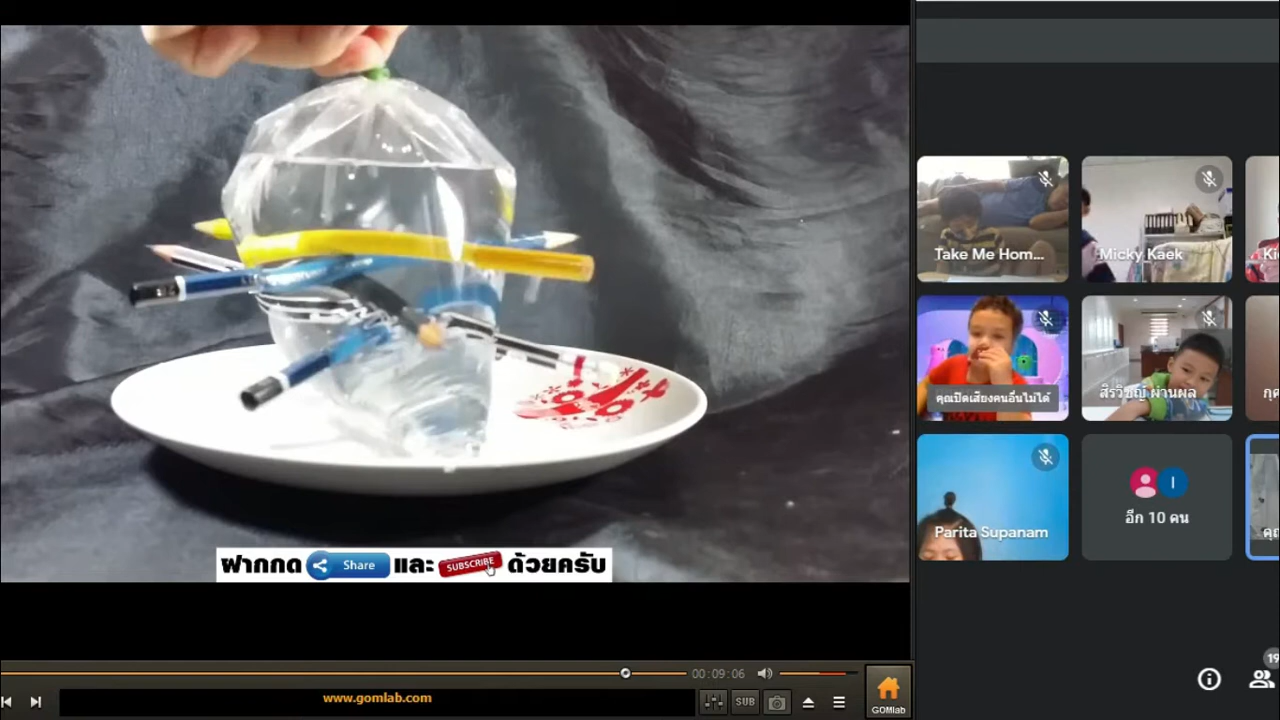 ฝากกด Share และ SUBSCRIBE ด้วยครับ
00:09:06
www.gomlab.com
SUB
GOMlab
Take Me Hom...
Micky Kaek
คุณปิดเสียงคนอื่นไม่ได้
สิรวิชญ์ ผ่านผล
Parita Supanam
I
อีก 10 คน
19